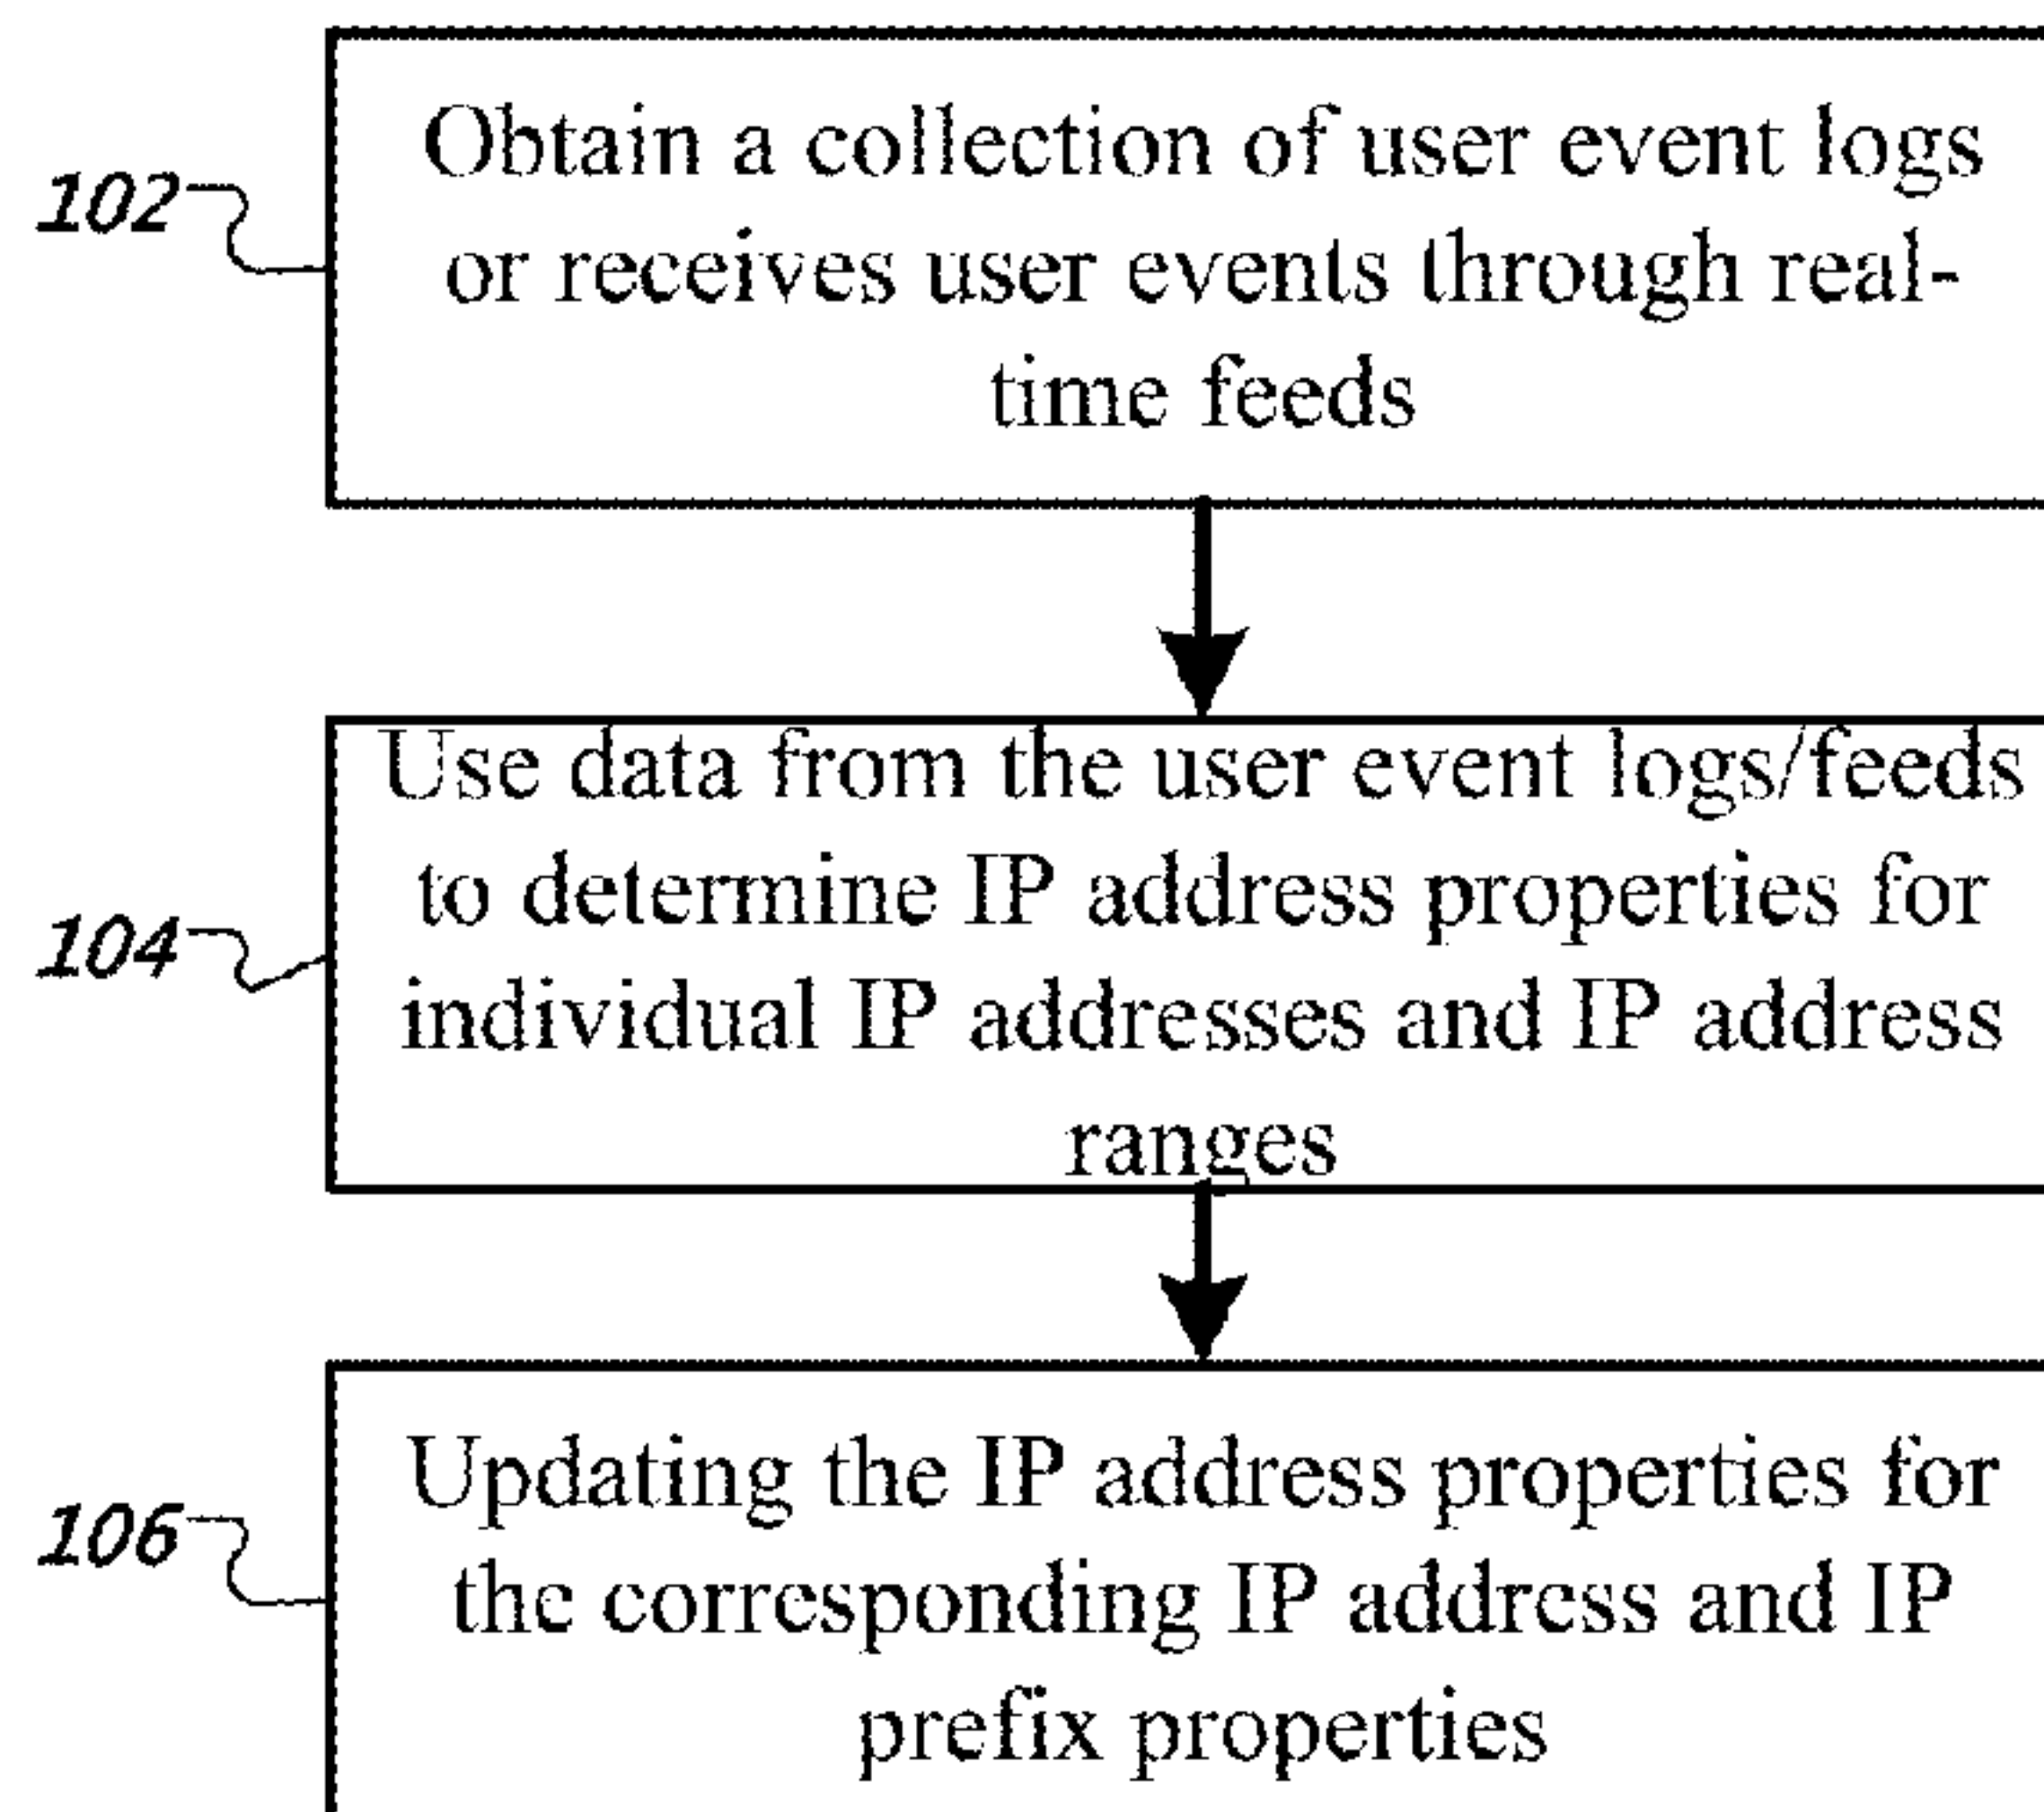 102
Obtain a collection of user event logs
or receives user events through real-
time feeds
104
Use data from the user event logs/feeds
to determine IP address properties for
individual IP addresses and IP address
ranges
106
Updating the IP address properties for
the corresponding IP address and IP
prefix properties